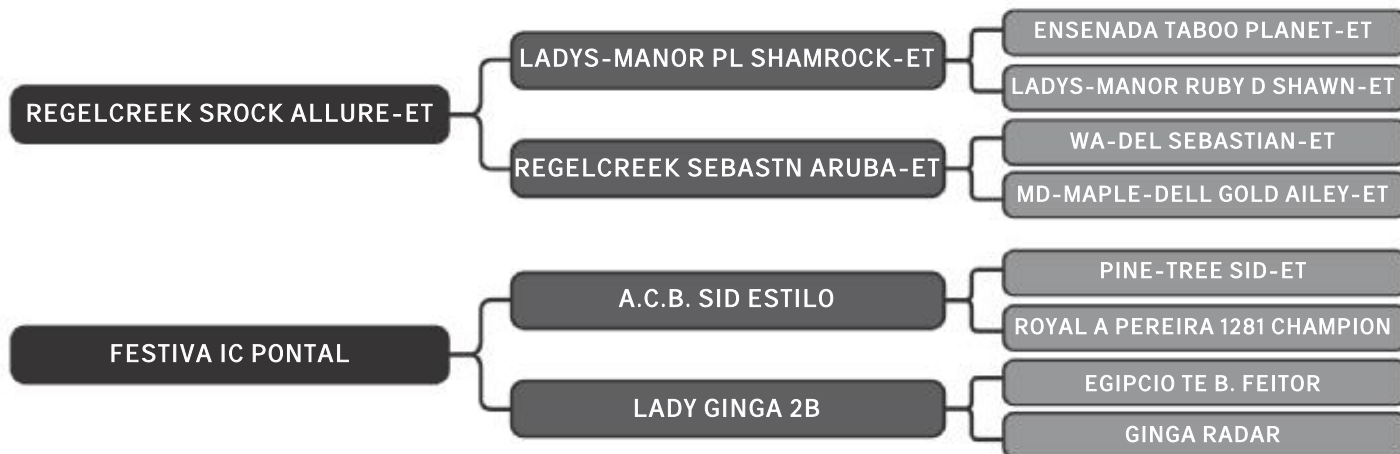 ENSENADA TABOO PLANET-ET
LADYS-MANOR PL SHAMROCK-ET
LADYS-MANOR RUBY D SHAWN-ET
REGELCREEK SROCK ALLURE-ET
WA-DEL SEBASTIAN-ET
REGELCREEK SEBASTN ARUBA-ET
MD-MAPLE-DELL GOLD AILEY-ET
PINE-TREE SID-ET
A.C.B. SID ESTILO
ROYAL A PEREIRA 1281 CHAMPION
FESTIVA IC PONTAL
EGIPCIO TE B. FEITOR
LADY GINGA 2B
GINGA RADAR